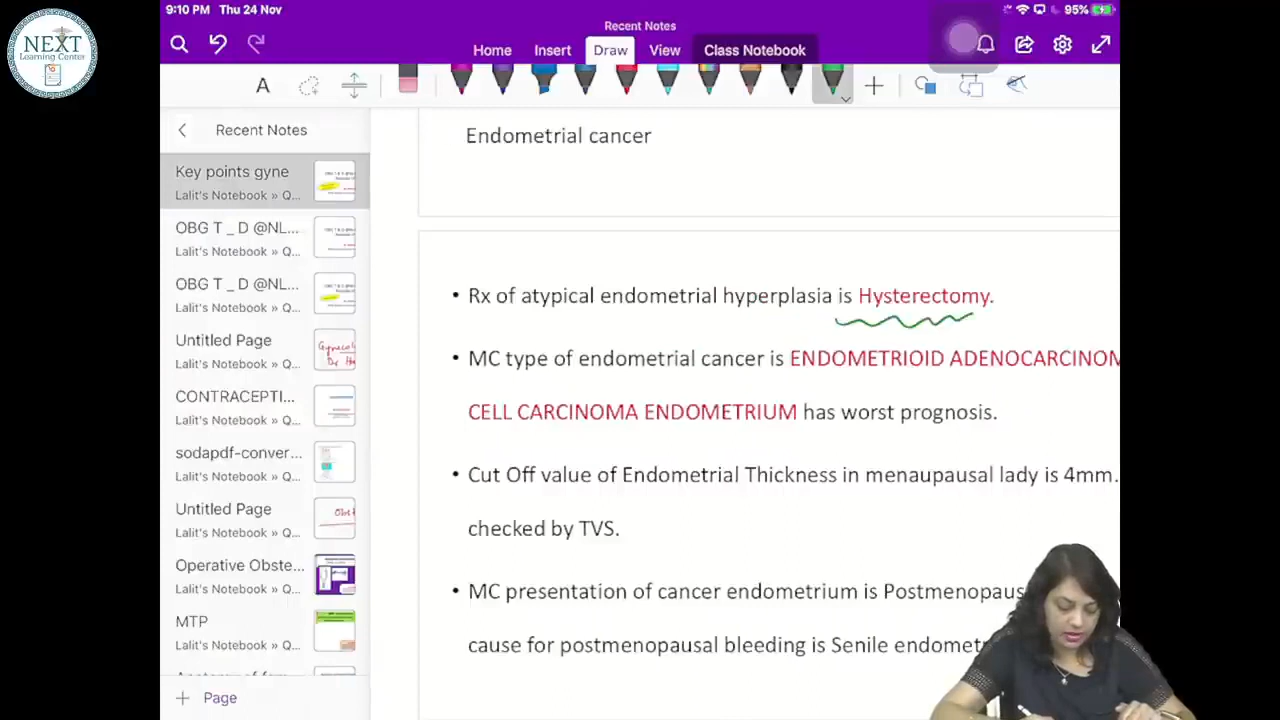 9:10 PM Thu 24 Nov
95%
Recent Notes
NEXT
Learning Center
Home Insert Draw View Class Notebook
A
Recent Notes
Key points gyne
Lalit's Notebook » Q...
OBG T _ D @NL...
Lalit's Notebook » Q...
OBG T _ D @NL...
Lalit's Notebook » Q...
Untitled Page
Lalit's Notebook » Q...
CONTRACEPTI...
Lalit's Notebook » Q...
sodapdf-conver...
Lalit's Notebook » Q...
Untitled Page
Lalit's Notebook » Q...
Operative Obste...
Lalit's Notebook » Q...
MTP
Lalit's Notebook » Q...
Page
Endometrial cancer
• Rx of atypical endometrial hyperplasia is Hysterectomy.
• MC type of endometrial cancer is ENDOMETRIOID ADENOCARCINOM
CELL CARCINOMA ENDOMETRIUM has worst prognosis.
• Cut Off value of Endometrial Thickness in menaupausal lady is 4mm.
checked by TVS.
• MC presentation of cancer endometrium is Postmenopaus
cause for postmenopausal bleeding is Senile endomet